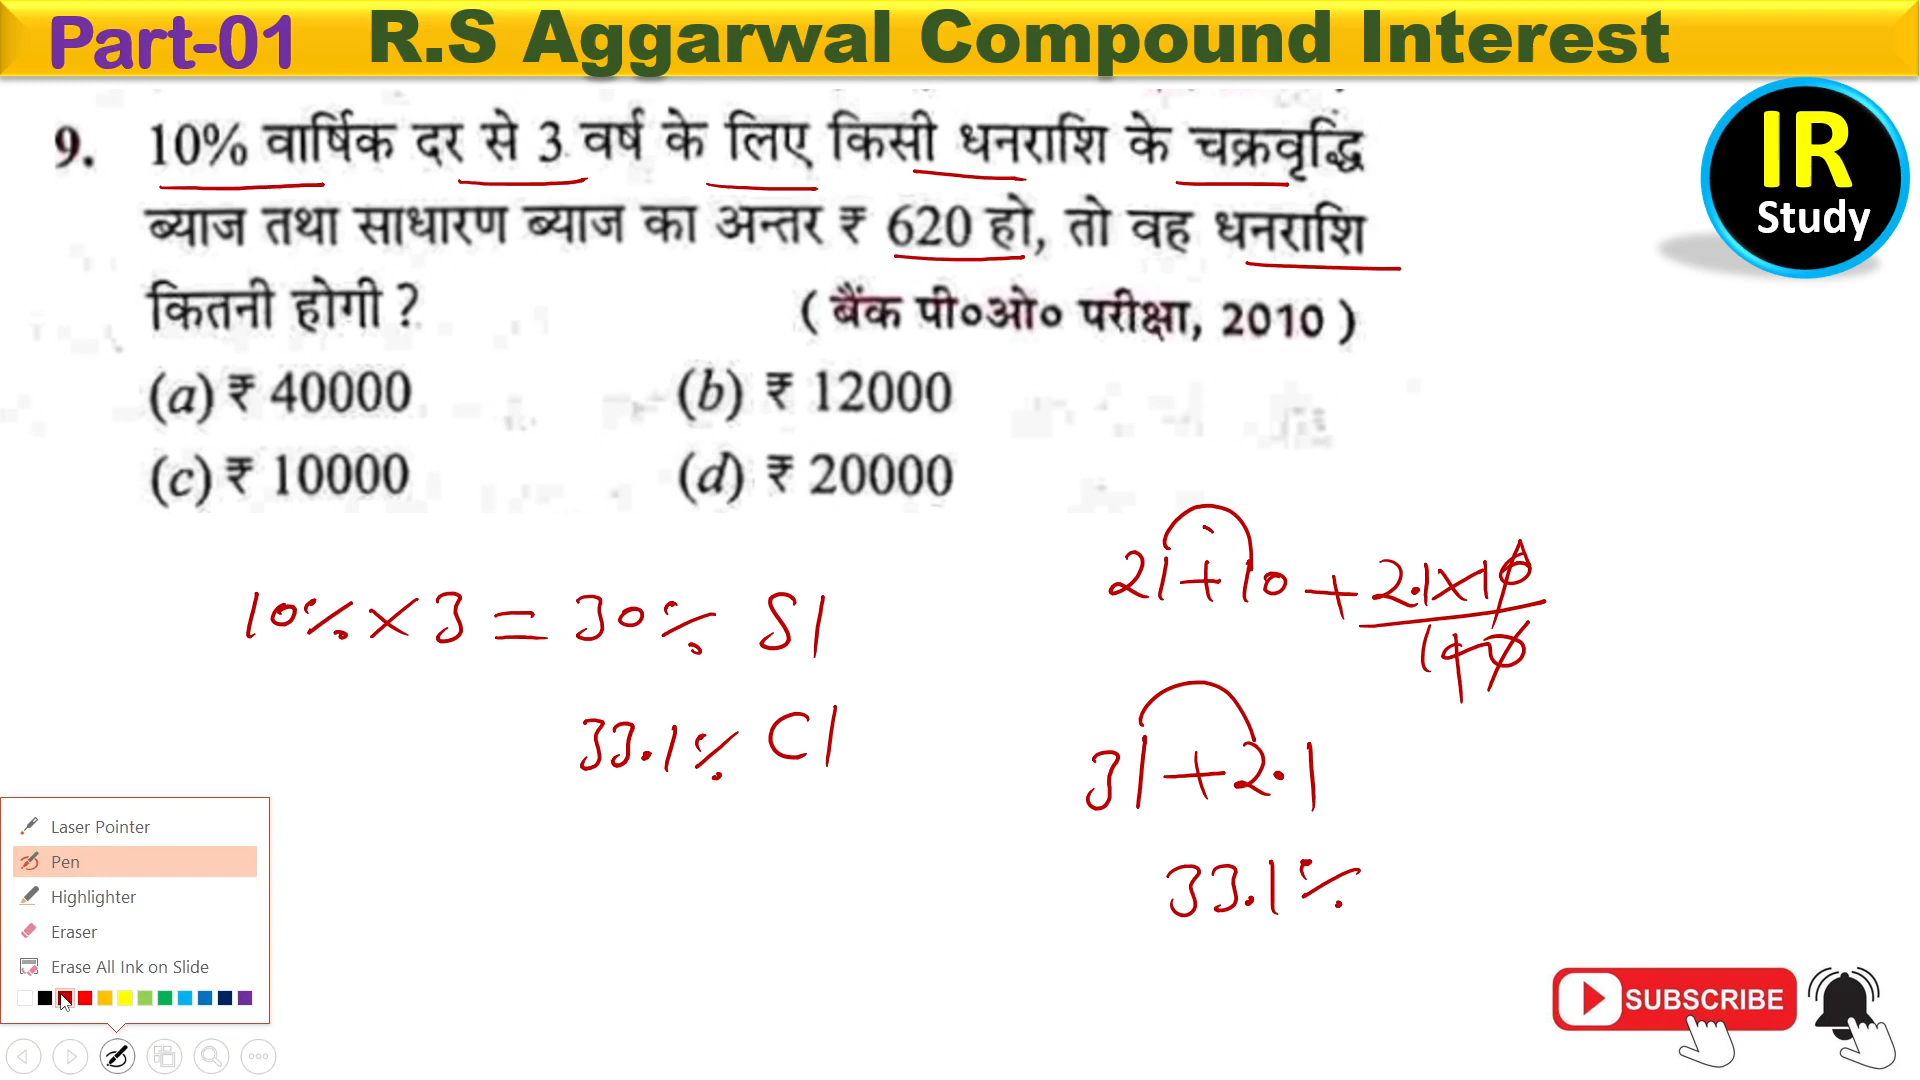 Part-01 R.S Aggarwal Compound Interest
IR
Study
9. 10% वार्षिक दर से 3 वर्ष के लिए किसी धनराशि के चक्रवृद्धि
ब्याज तथा साधारण ब्याज का अन्तर ₹ 620 हो, तो वह धनराशि
कितनी होगी ? ( बैंक पी०ओ० परीक्षा, 2010 )
(a) ₹ 40000 (b) ₹ 12000
(c) ₹ 10000 (d) ₹ 20000
10% × 3 = 30% SI
33.1% CI
21 + 10 + 2.1×10/100
31 + 2.1
33.1%
Laser Pointer
Pen
Highlighter
Eraser
Erase All Ink on Slide
SUBSCRIBE